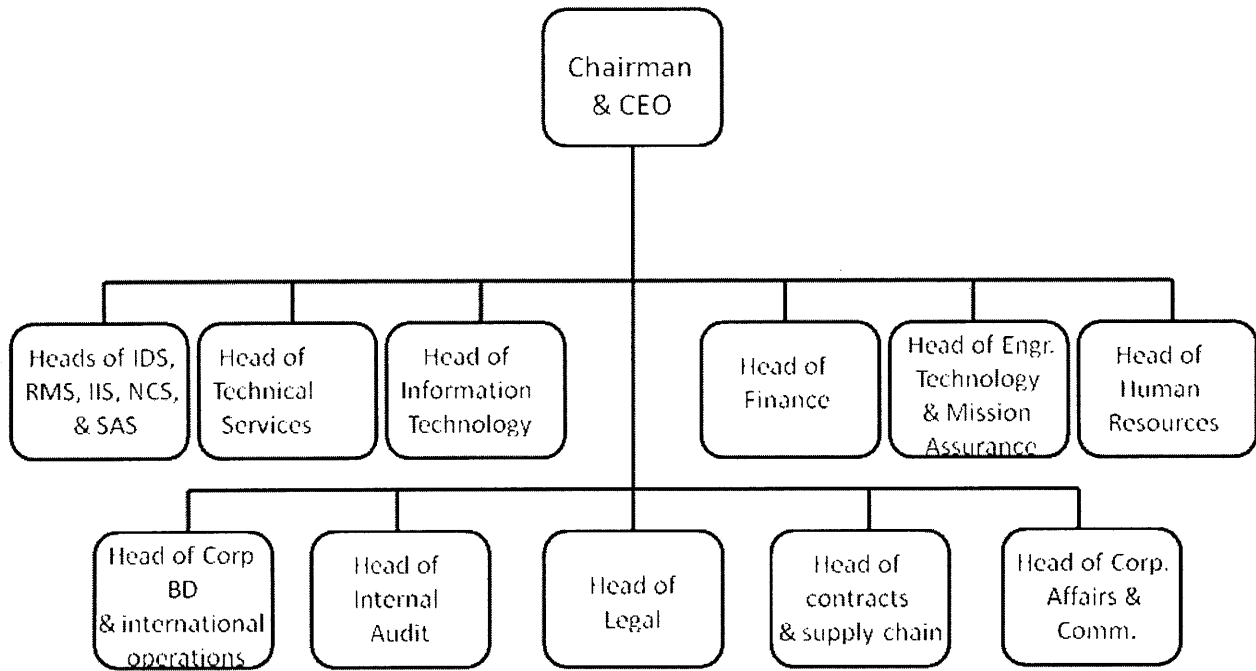 Chairman
& CEO
Heads of IDS,
RMS, IIS, NCS,
& SAS
Head of
Technical
Services
Head of
Information
Technology
Head of
Finance
Head of Engr.
Technology
& Mission
Assurance
Head of
Human
Resources
Head of Corp
BD
& international
operations
Head of
Internal
Audit
Head of
Legal
Head of
contracts
& supply chain
Head of Corp.
Affairs &
Comm.